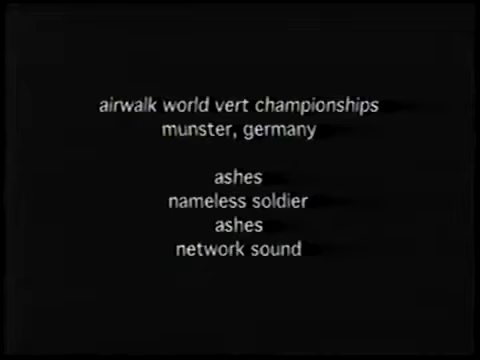 airwalk world vert championships
munster, germany
ashes
nameless soldier
ashes
network sound